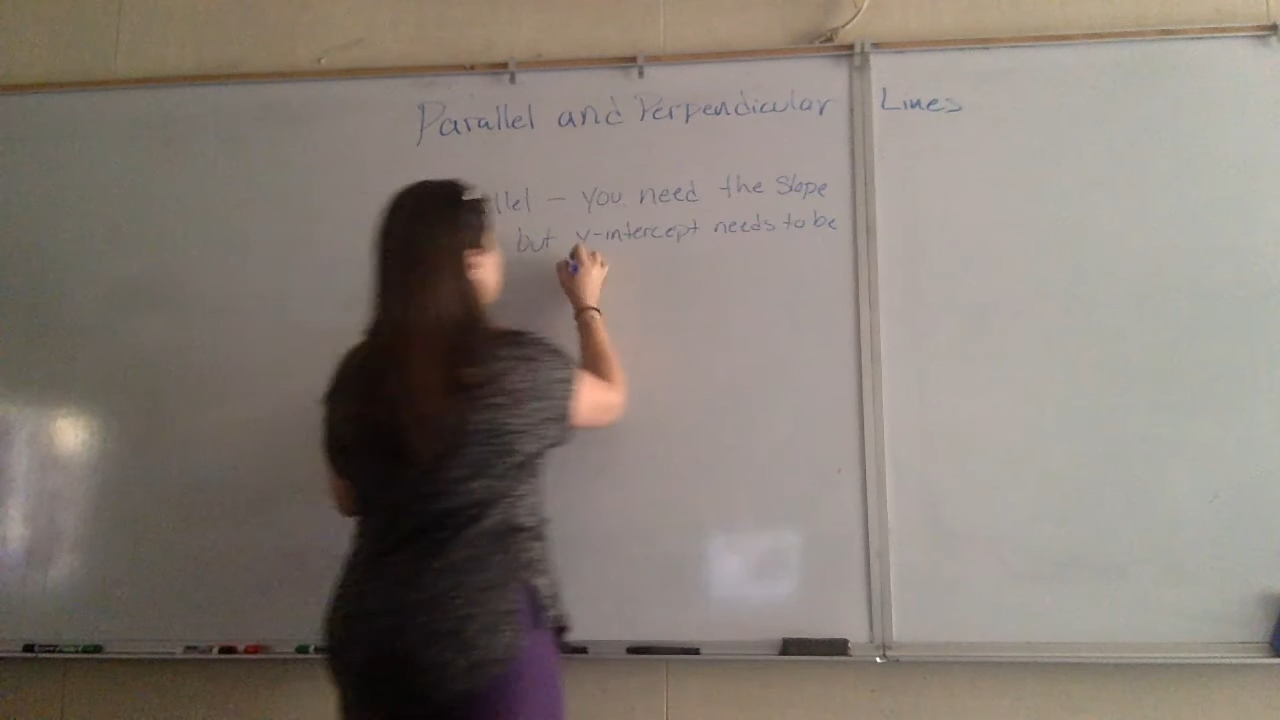 Parallel and Perpendicular Lines
llel - You need the slope
but y-intercept needs to be